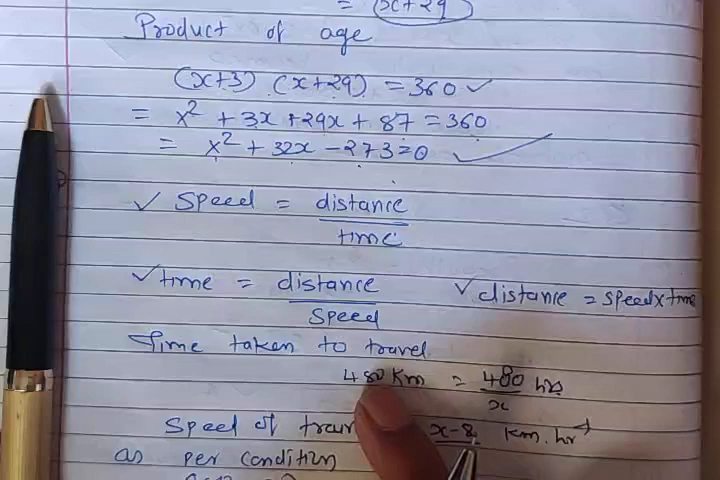 = (x+29)
Product of age
(x+3) (x+29) = 360 ✓
= x² + 3x + 29x + 87 = 360
= x² + 32x - 273 = 0 ✓
✓ Speed = distance / time
✓ time = distance / Speed ✓ distance = speed x time
Time taken to travel
480 Km = 480/x hrs
Speed of x-8 km. hr
as per condition